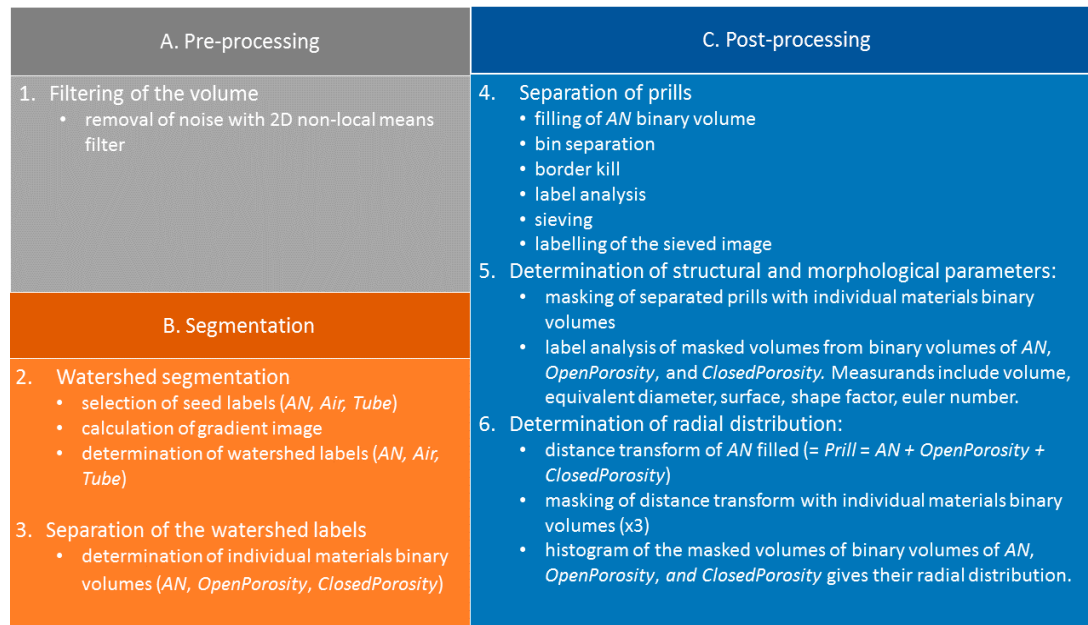 A. Pre-processing
1. Filtering of the volume
• removal of noise with 2D non-local means
filter
B. Segmentation
2. Watershed segmentation
• selection of seed labels (AN, Air, Tube)
• calculation of gradient image
• determination of watershed labels (AN, Air,
Tube)
3. Separation of the watershed labels
• determination of individual materials binary
volumes (AN, OpenPorosity, ClosedPorosity)
C. Post-processing
4. Separation of prills
• filling of AN binary volume
• bin separation
• border kill
• label analysis
• sieving
• labelling of the sieved image
5. Determination of structural and morphological parameters:
• masking of separated prills with individual materials binary
volumes
• label analysis of masked volumes from binary volumes of AN,
OpenPorosity, and ClosedPorosity. Measurands include volume,
equivalent diameter, surface, shape factor, euler number.
6. Determination of radial distribution:
• distance transform of AN filled (= Prill = AN + OpenPorosity +
ClosedPorosity)
• masking of distance transform with individual materials binary
volumes (x3)
• histogram of the masked volumes of binary volumes of AN,
OpenPorosity, and ClosedPorosity gives their radial distribution.